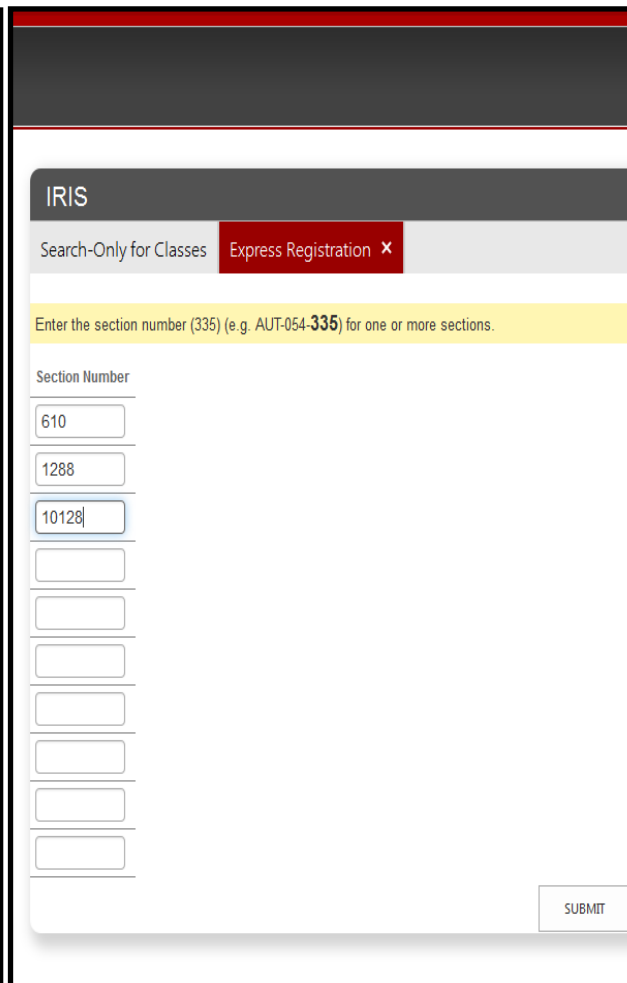 IRIS
Search-Only for Classes Express Registration ×
Enter the section number (335) (e.g. AUT-054-335) for one or more sections.
Section Number
610
1288
10128
SUBMIT